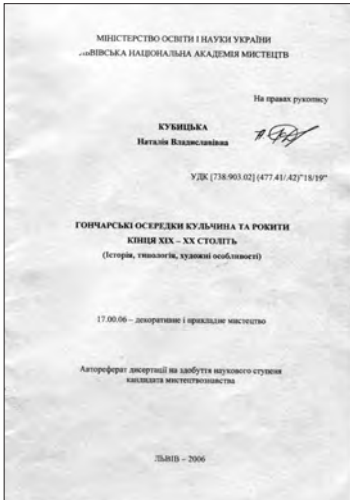 МІНІСТЕРСТВО ОСВІТИ І НАУКИ УКРАЇНИ
ЛЬВІВСЬКА НАЦІОНАЛЬНА АКАДЕМІЯ МИСТЕЦТВ
На правах рукопису
КУБИЦЬКА
Наталія Владиславівна
УДК [738:903.02] (477.41/.42)"18/19"
ГОНЧАРСЬКІ ОСЕРЕДКИ КУЛЬЧИНА ТА РОКИТИ
КІНЦЯ ХІХ – ХХ СТОЛІТЬ
(Історія, типологія, художні особливості)
17.00.06 – декоративне і прикладне мистецтво
Автореферат дисертації на здобуття наукового ступеня
кандидата мистецтвознавства
ЛЬВІВ – 2006